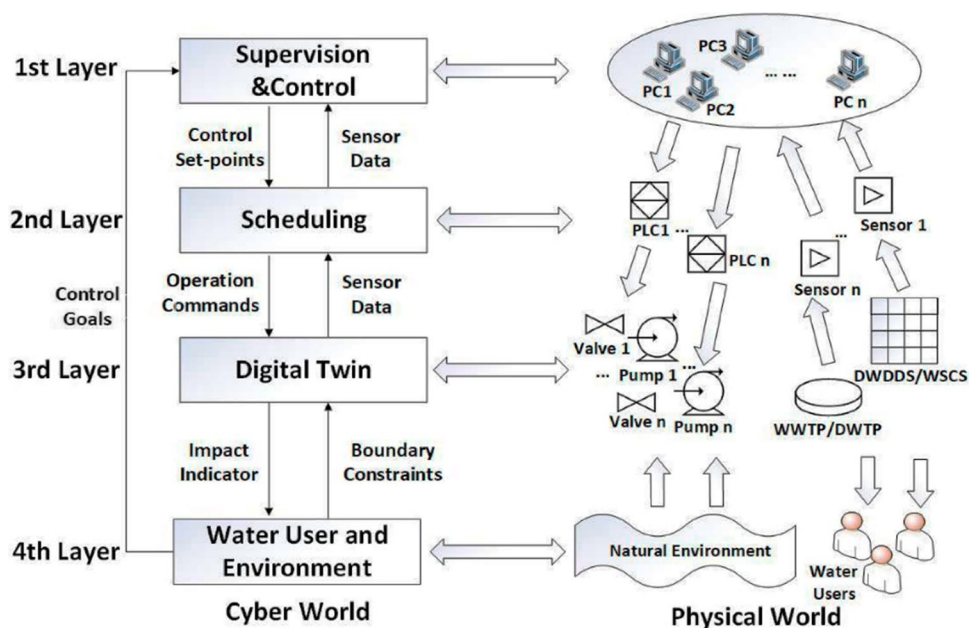 1st Layer
Supervision
&Control
PC1
PC2
PC3
... ...
PC n
Control
Set-points
Sensor
Data
2nd Layer
Scheduling
PLC1
...
PLC n
Sensor 1
...
Sensor n
Control
Goals
Operation
Commands
Sensor
Data
3rd Layer
Digital Twin
Valve 1
...
Pump 1
...
Valve n
Pump n
DWDDS/WSCS
WWTP/DWTP
Impact
Indicator
Boundary
Constraints
4th Layer
Water User and
Environment
Natural Environment
Water
Users
Cyber World
Physical World